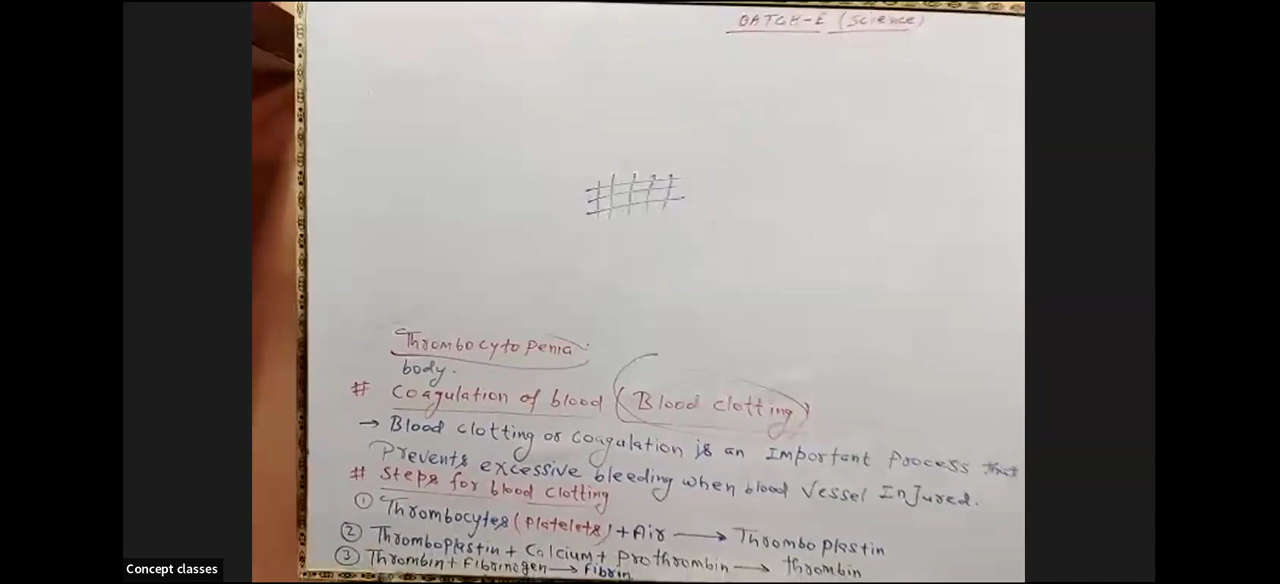 BATCH-E (Science)
Thrombocytopenia
body.
# Coagulation of blood (Blood clotting)
→ Blood clotting or Coagulation is an Important Process that
Prevents excessive bleeding when blood Vessel Injured.
# Steps for blood clotting
① Thrombocytes (Platelets) + Air → Thromboplastin
② Thromboplastin + Calcium + Prothrombin → thrombin
③ Thrombin + Fibrinogen → Fibrin
Concept classes